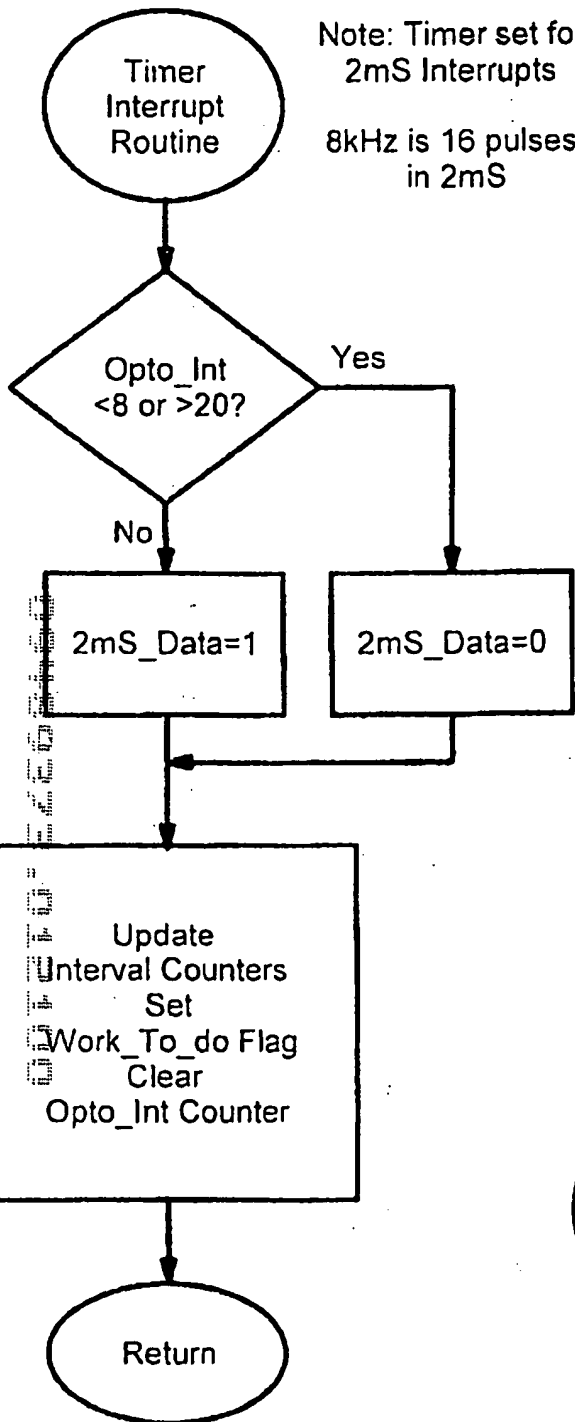 Timer
Interrupt
Routine
Note: Timer set fo
2mS Interrupts
8kHz is 16 pulses
in 2mS
Opto_Int
<8 or >20?
Yes
No
2mS_Data=1
2mS_Data=0
Update
Interval Counters
Set
Work_To_do Flag
Clear
Opto_Int Counter
Return